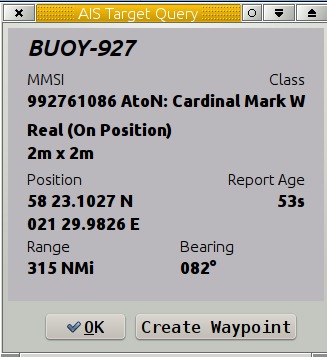 AIS Target Query
BUOY-927
MMSI Class
992761086 AtoN: Cardinal Mark W
Real (On Position)
2m x 2m
Position Report Age
58 23.1027 N 53s
021 29.9826 E
Range Bearing
315 NMi 082°
OK Create Waypoint